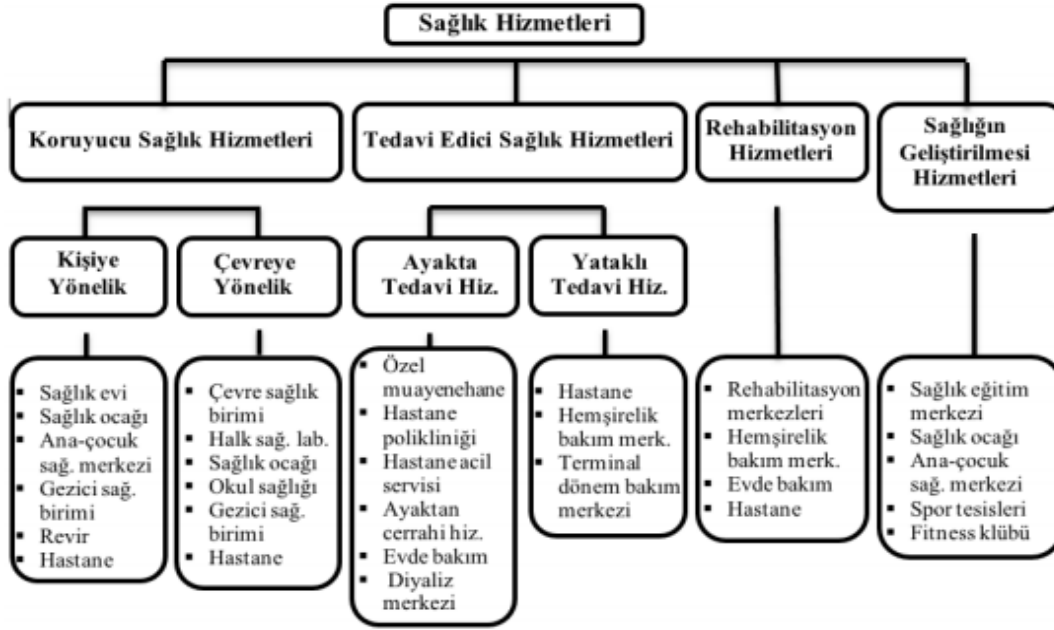 Sağlık Hizmetleri
Koruyucu Sağlık Hizmetleri
Tedavi Edici Sağlık Hizmetleri
Rehabilitasyon
Hizmetleri
Sağlığın
Geliştirilmesi
Hizmetleri
Kişiye
Yönelik
Çevreye
Yönelik
Ayakta
Tedavi Hiz.
Yataklı
Tedavi Hiz.
▪ Sağlık evi
▪ Sağlık ocağı
▪ Ana-çocuk
sağ. merkezi
▪ Gezici sağ.
birimi
▪ Revir
▪ Hastane
▪ Çevre sağlık
birimi
▪ Halk sağ. lab.
▪ Sağlık ocağı
▪ Okul sağlığı
▪ Gezici sağ.
birimi
▪ Hastane
▪ Özel
muayenehane
▪ Hastane
polikliniği
▪ Hastane acil
servisi
▪ Ayaktan
cerrahi hiz.
▪ Evde bakım
▪ Diyaliz
merkezi
▪ Hastane
▪ Hemşirelik
bakım merk.
▪ Terminal
dönem bakım
merkezi
▪ Rehabilitasyon
merkezleri
▪ Hemşirelik
bakım merk.
▪ Evde bakım
▪ Hastane
▪ Sağlık eğitim
merkezi
▪ Sağlık ocağı
▪ Ana-çocuk
sağ. merkezi
▪ Spor tesisleri
▪ Fitness klübü